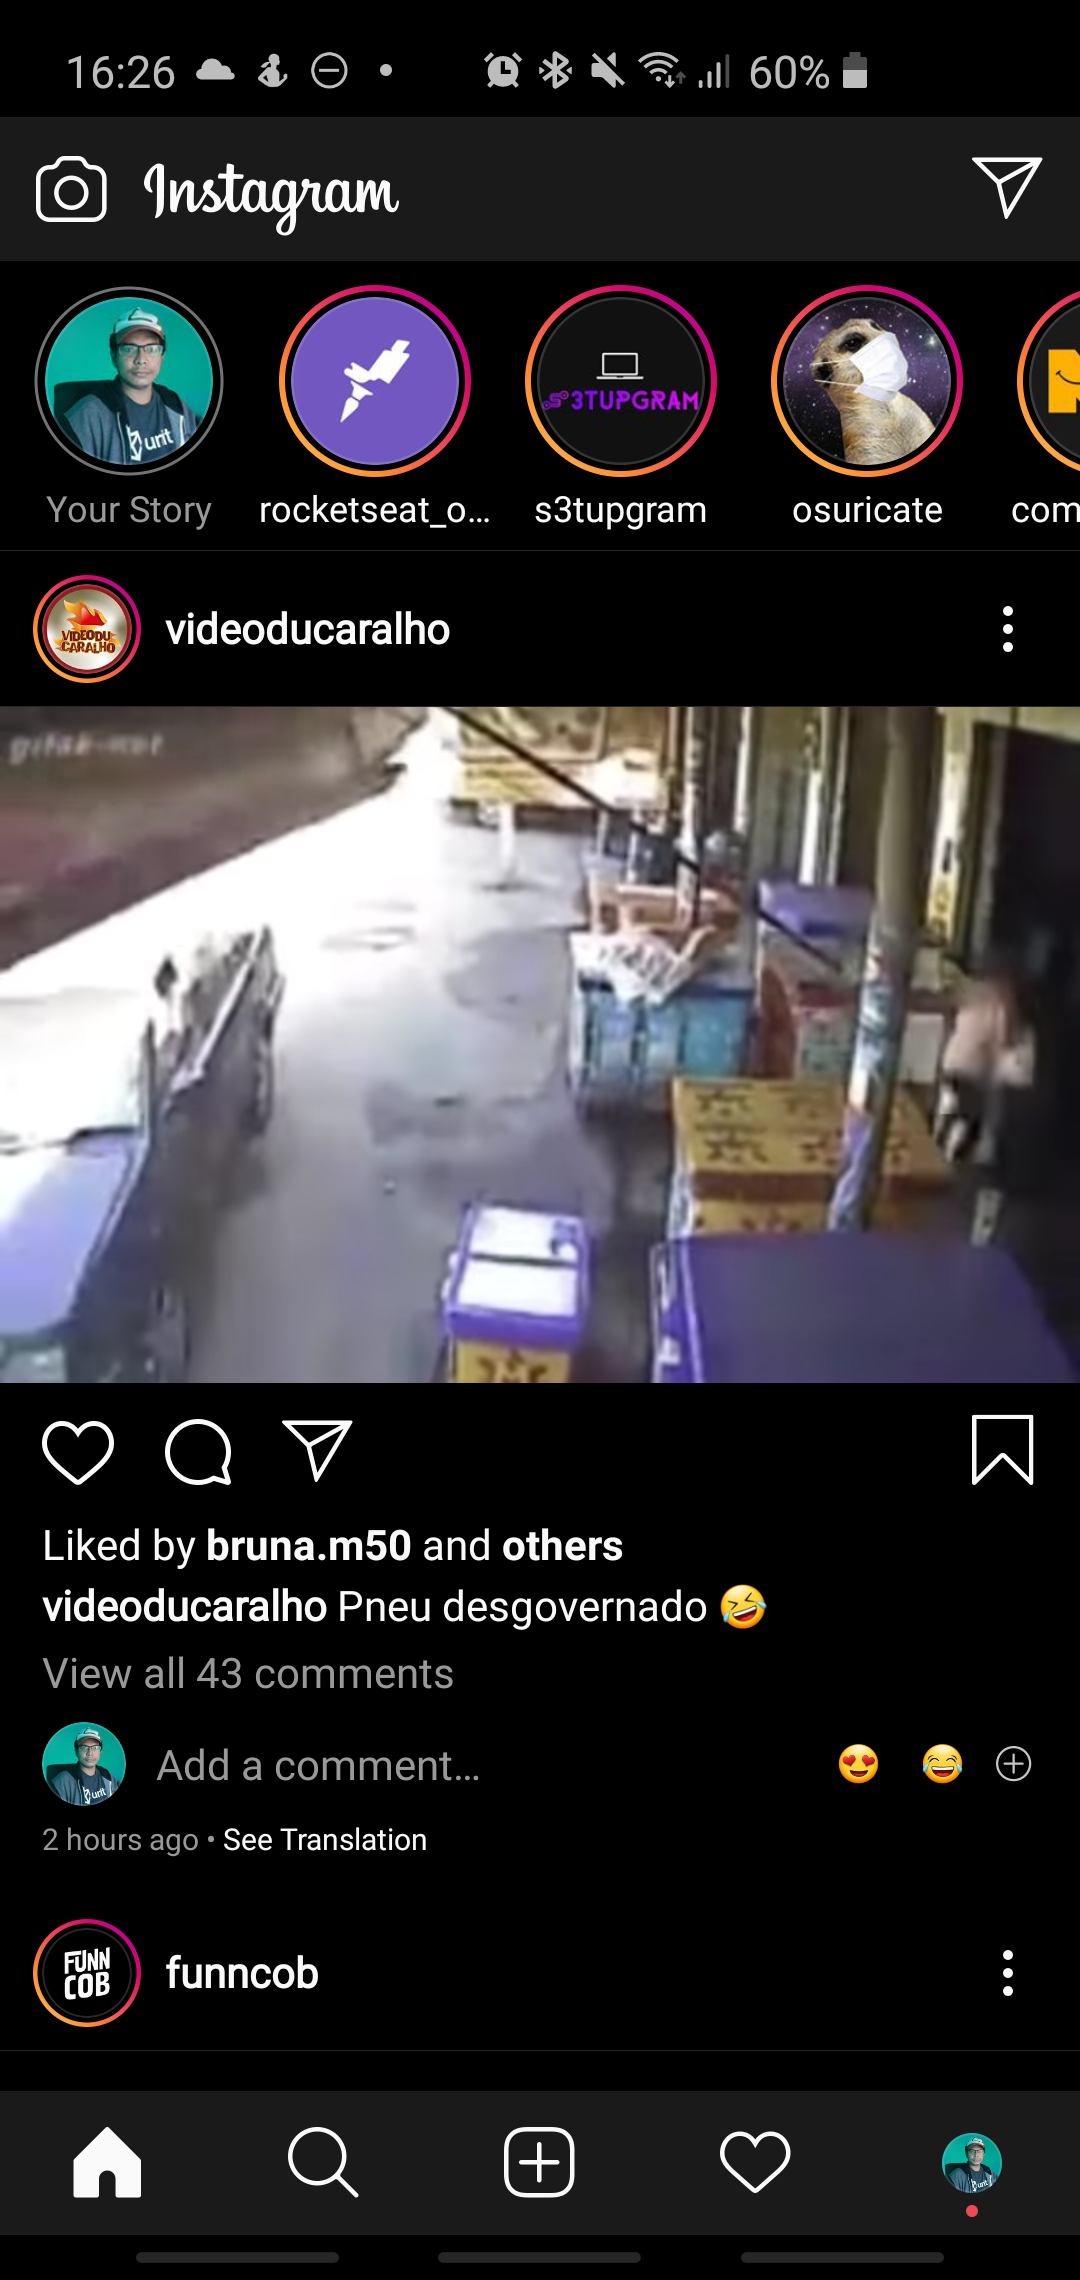 16:26
60%
Instagram
unit
S3TUPGRAM
Your Story
rocketseat_o...
s3tupgram
osuricate
com
VIDEODU
CARALHO
videoducaralho
Liked by bruna.m50 and others
videoducaralho Pneu desgovernado 🤣
View all 43 comments
Add a comment...
2 hours ago • See Translation
FUNN
COB
funncob